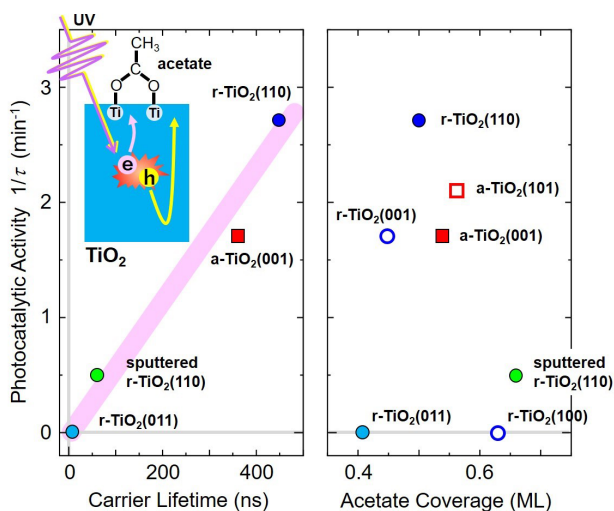 UV
CH₃
acetate
C
O
O
Ti
Ti
e
h
TiO₂
r-TiO₂(110)
a-TiO₂(001)
sputtered
r-TiO₂(110)
r-TiO₂(011)
Photocatalytic Activity 1/τ (min⁻¹)
3
2
1
0
0
200
400
Carrier Lifetime (ns)
r-TiO₂(110)
a-TiO₂(101)
r-TiO₂(001)
a-TiO₂(001)
sputtered
r-TiO₂(110)
r-TiO₂(011)
r-TiO₂(100)
0.4
0.6
Acetate Coverage (ML)